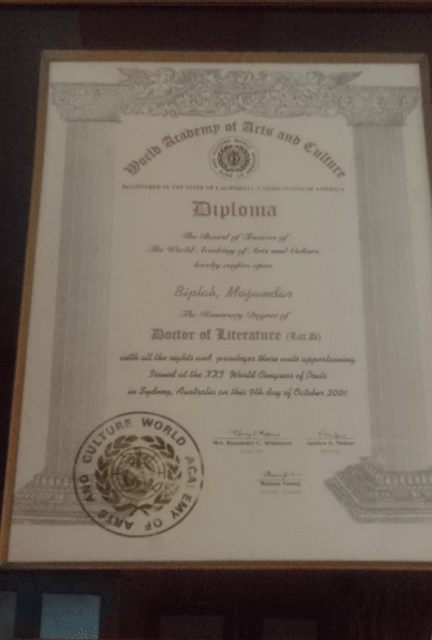 World Academy of Arts and Culture
REGISTERED IN THE STATE OF CALIFORNIA, UNITED STATES OF AMERICA
Diploma
The Board of Trustees of
The World Academy of Arts and Culture
hereby confers upon
Biplab, Majumdar
The Honorary Degree of
Doctor of Literature (Litt.D)
with all the rights and privileges there unto appertaining
Issued at the XXI World Congress of Poets
in Sydney, Australia on this 9th day of October 2001
Mrs. Rosemary C. Wilkinson
WORLD ACADEMY OF ARTS AND CULTURE